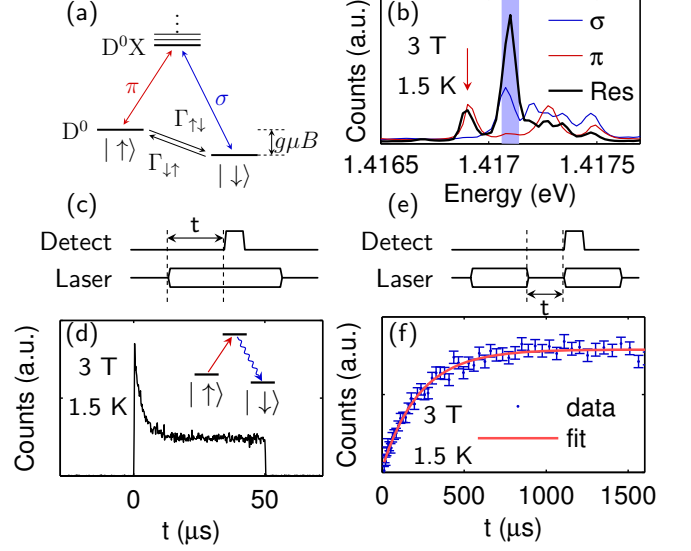 (a)
⋮
D⁰X
π
σ
Γ↑↓
D⁰
gμB
Γ↓↑
|↑⟩
|↓⟩
(b)
3 T
1.5 K
σ
π
Res
Counts (a.u.)
1.4165
1.417
1.4175
Energy (eV)
(c)
t
Detect
Laser
(e)
Detect
Laser
t
(d)
3 T
1.5 K
|↑⟩
|↓⟩
Counts (a.u.)
0
50
t (μs)
(f)
3 T
1.5 K
data
fit
Counts (a.u.)
0
500
1000
1500
t (μs)